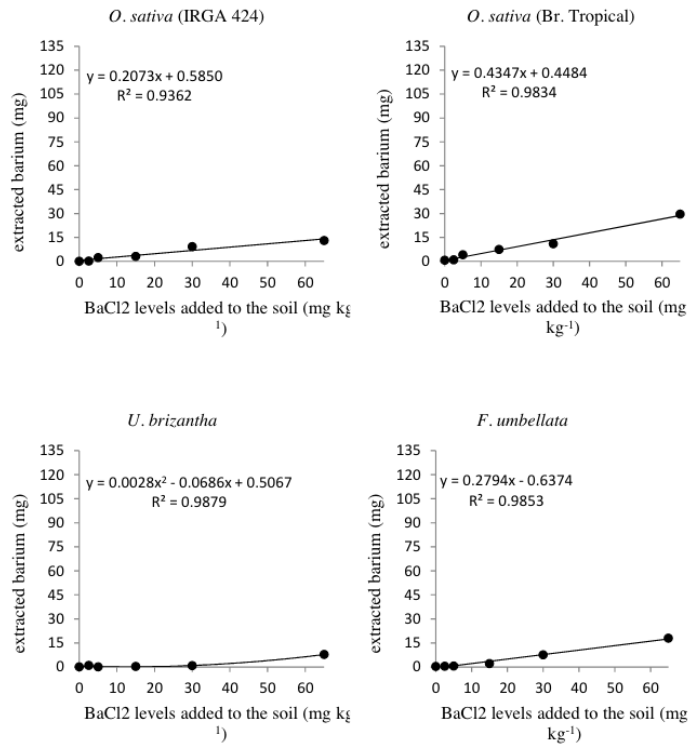 O. sativa (IRGA 424)
135
120
105
90
75
60
45
30
15
0
y = 0.2073x + 0.5850
R² = 0.9362
0 10 20 30 40 50 60
extracted barium (mg)
BaCl2 levels added to the soil (mg kg
¹)
O. sativa (Br. Tropical)
135
120
105
90
75
60
45
30
15
0
y = 0.4347x + 0.4484
R² = 0.9834
0 10 20 30 40 50 60
extracted barium (mg)
BaCl2 levels added to the soil (mg
kg⁻¹)
U. brizantha
135
120
105
90
75
60
45
30
15
0
y = 0.0028x² - 0.0686x + 0.5067
R² = 0.9879
0 10 20 30 40 50 60
extracted barium (mg)
BaCl2 levels added to the soil (mg kg
¹)
F. umbellata
135
120
105
90
75
60
45
30
15
0
y = 0.2794x - 0.6374
R² = 0.9853
0 10 20 30 40 50 60
extracted barium (mg)
BaCl2 levels added to the soil (mg
kg⁻¹)